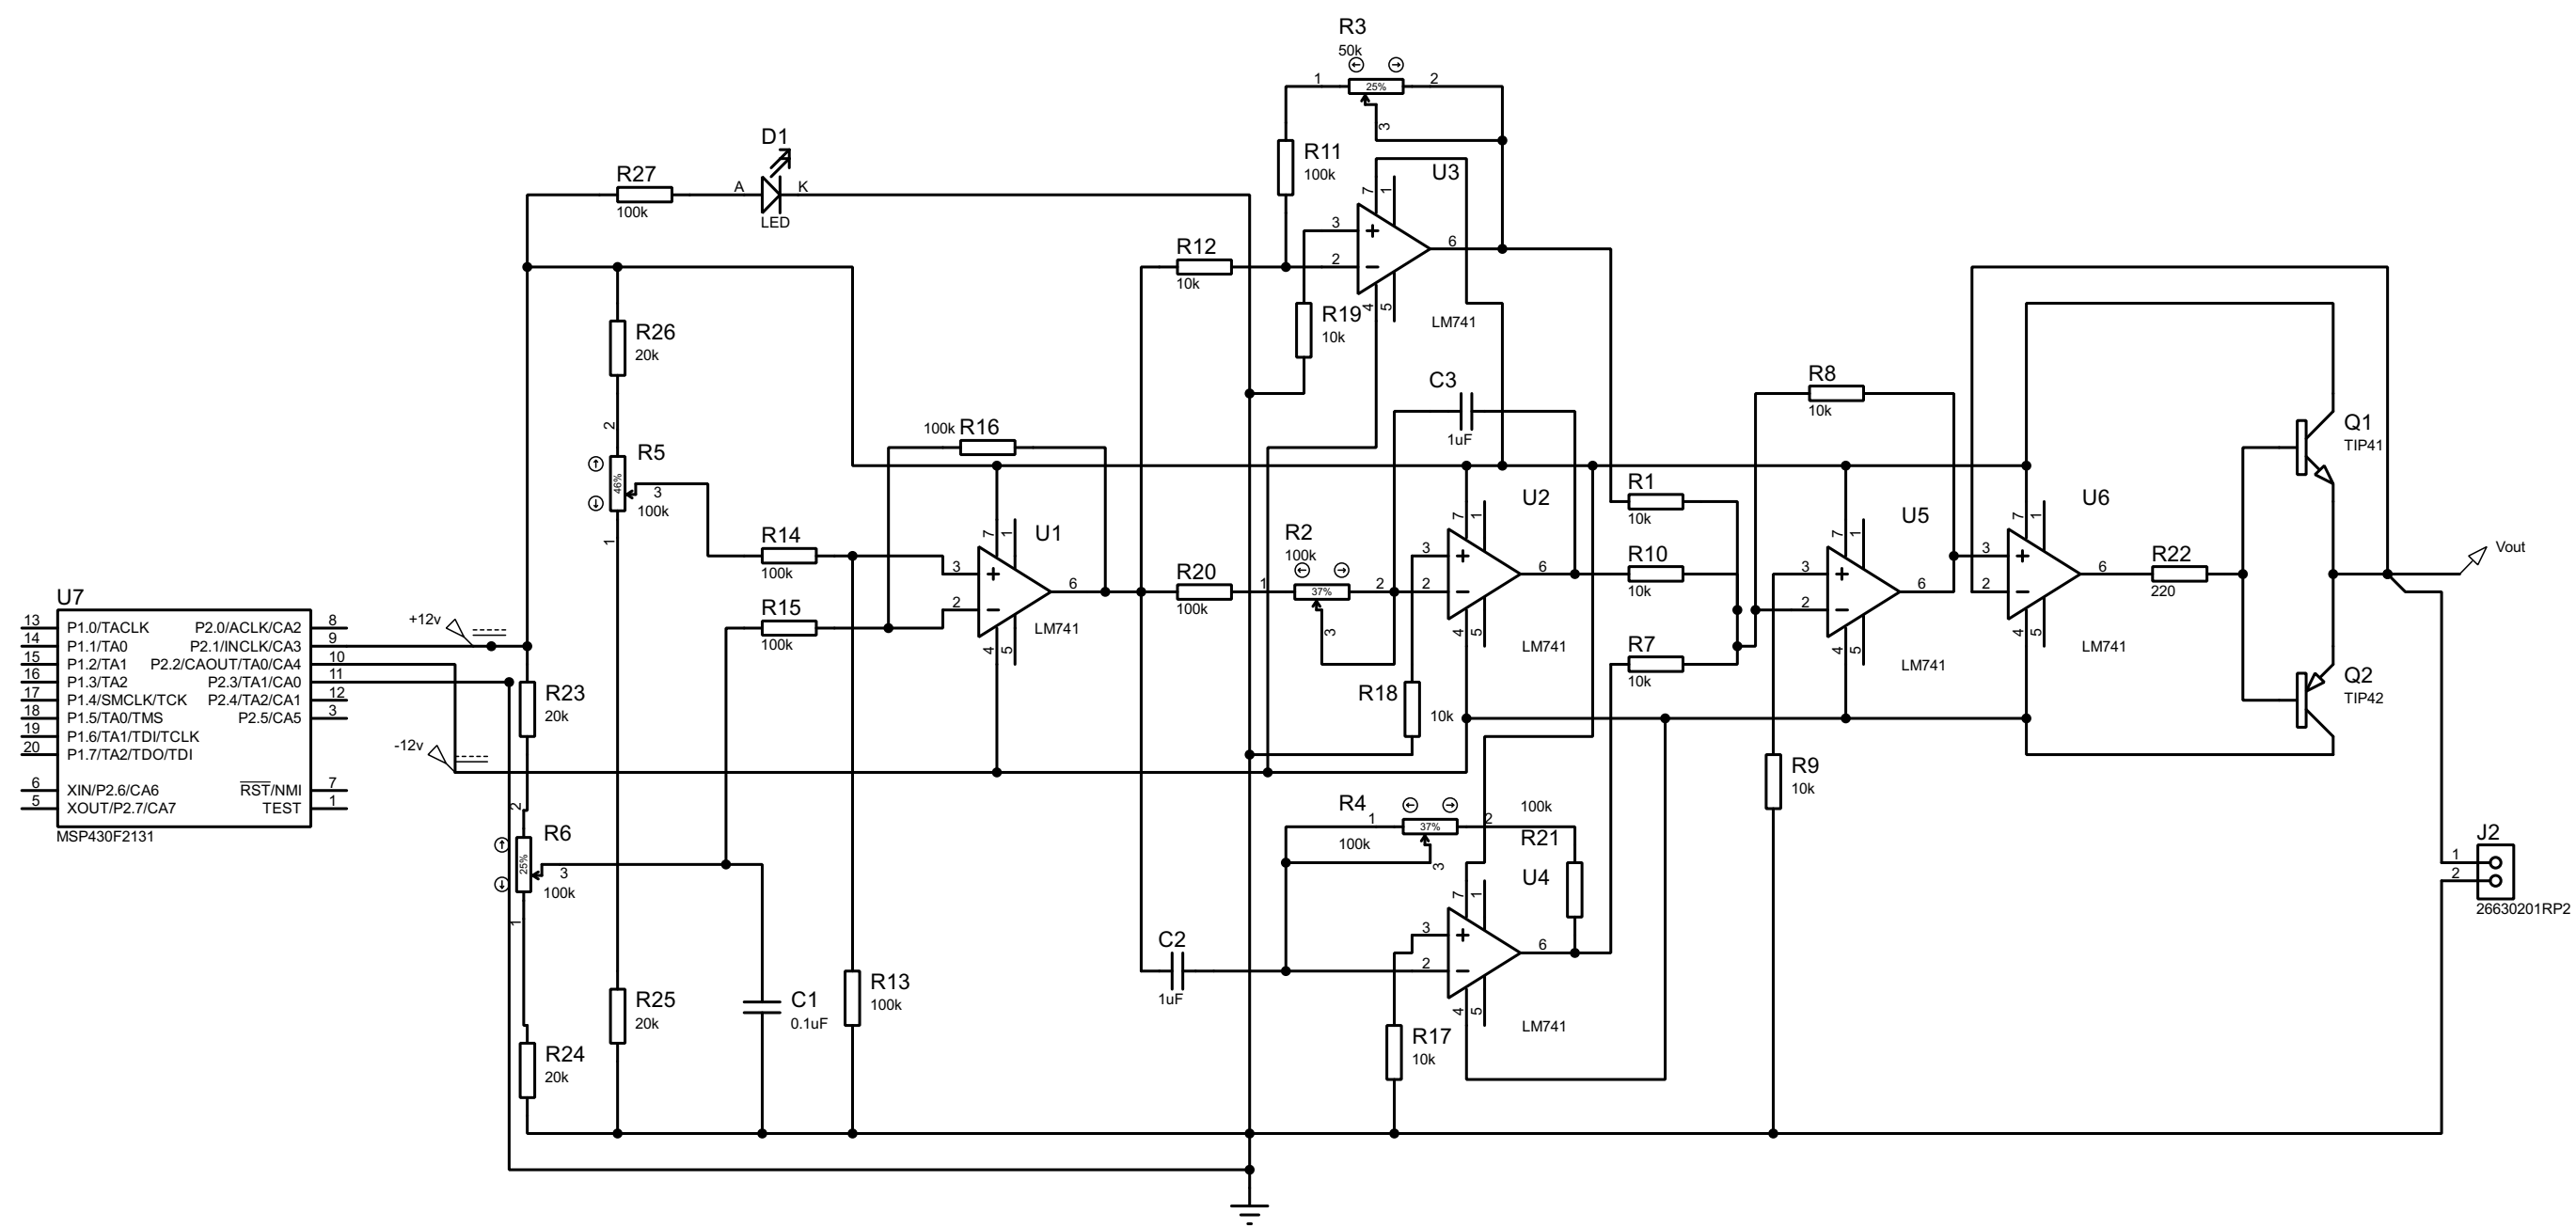 R3
50k
1
25%
2
3
D1
A
K
LED
R27
100k
R11
100k
U3
7
1
3
2
6
4
5
LM741
R12
10k
R19
10k
R26
20k
2
R5
46%
3
100k
1
100k R16
C3
1uF
R8
10k
Q1
TIP41
R14
100k
R15
100k
U1
7
1
3
2
6
4
5
LM741
R20
100k
R2
100k
1
37%
2
3
U2
7
1
3
2
6
4
5
LM741
R1
10k
R10
10k
R7
10k
U5
7
1
3
2
6
4
5
LM741
U6
7
1
3
2
6
4
5
LM741
R22
220
Vout
Q2
TIP42
U7
13 P1.0/TACLK P2.0/ACLK/CA2 8
14 P1.1/TA0 P2.1/INCLK/CA3 9
15 P1.2/TA1 P2.2/CAOUT/TA0/CA4 10
16 P1.3/TA2 P2.3/TA1/CA0 11
17 P1.4/SMCLK/TCK P2.4/TA2/CA1 12
18 P1.5/TA0/TMS P2.5/CA5 3
19 P1.6/TA1/TDI/TCLK
20 P1.7/TA2/TDO/TDI
6 XIN/P2.6/CA6 RST/NMI 7
5 XOUT/P2.7/CA7 TEST 1
MSP430F2131
+12v
-12v
R23
20k
2
R6
25%
3
100k
1
R18
10k
R9
10k
R4
100k
1
37%
2
3
100k
R21
U4
7
1
3
2
6
4
5
LM741
J2
1
2
26630201RP2
C2
1uF
R25
20k
C1
0.1uF
R13
100k
R17
10k
R24
20k